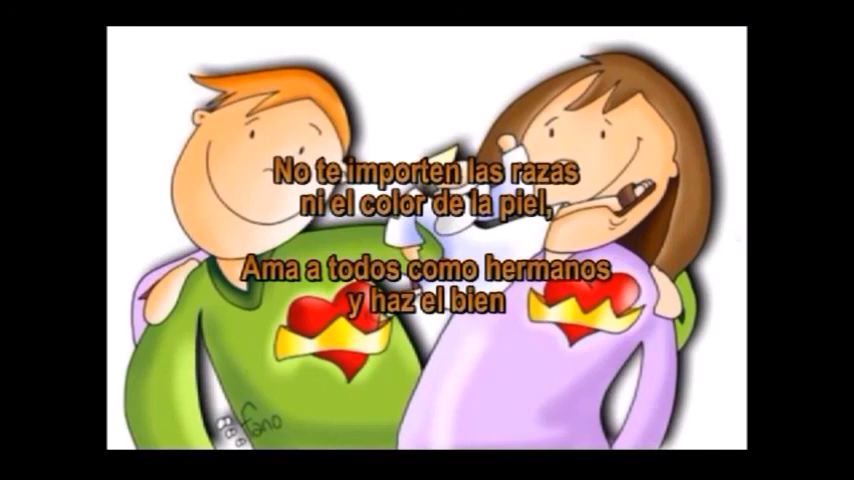 No te importen las razas
ni el color de la piel,
Ama a todos como hermanos
y haz el bien
fano